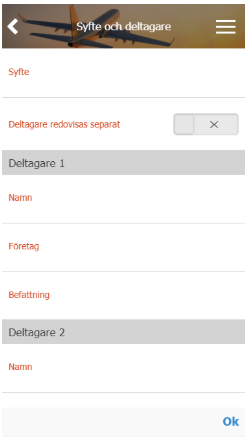 Syfte och deltagare
Syfte
Deltagare redovisas separat
Deltagare 1
Namn
Företag
Befattning
Deltagare 2
Namn
Ok